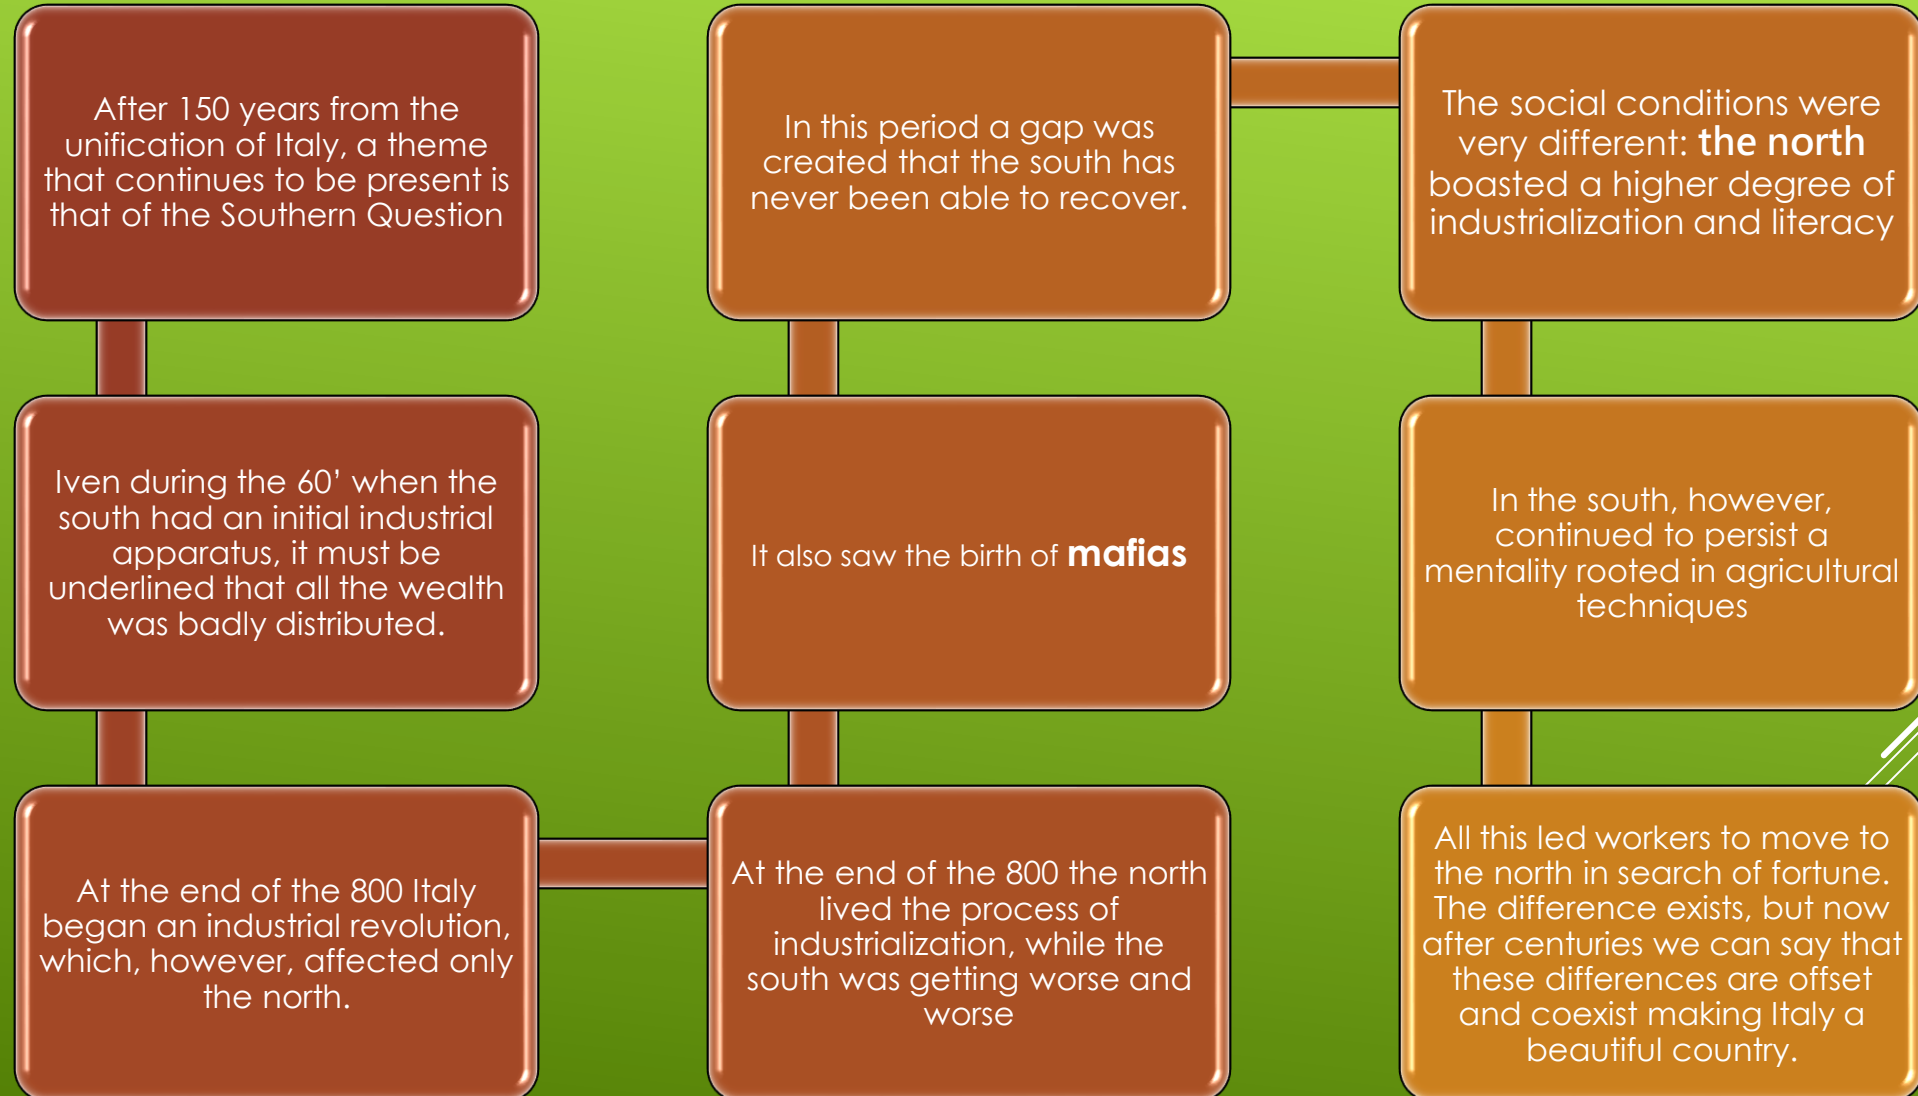 After 150 years from the
unification of Italy, a theme
that continues to be present is
that of the Southern Question
Iven during the 60’ when the
south had an initial industrial
apparatus, it must be
underlined that all the wealth
was badly distributed.
At the end of the 800 Italy
began an industrial revolution,
which, however, affected only
the north.
At the end of the 800 the north
lived the process of
industrialization, while the
south was getting worse and
worse
It also saw the birth of mafias
In this period a gap was
created that the south has
never been able to recover.
The social conditions were
very different: the north
boasted a higher degree of
industrialization and literacy
In the south, however,
continued to persist a
mentality rooted in agricultural
techniques
All this led workers to move to
the north in search of fortune.
The difference exists, but now
after centuries we can say that
these differences are offset
and coexist making Italy a
beautiful country.